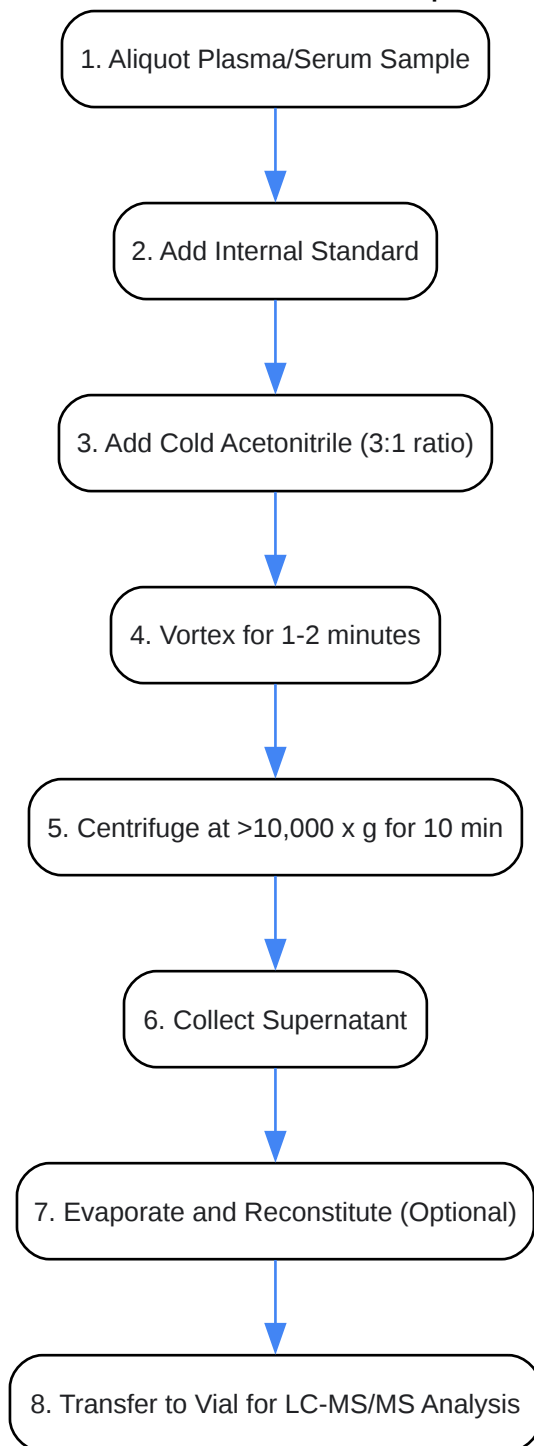 1. Aliquot Plasma/Serum Sample
2. Add Internal Standard
3. Add Cold Acetonitrile (3:1 ratio)
4. Vortex for 1-2 minutes
5. Centrifuge at >10,000 x g for 10 min
6. Collect Supernatant
7. Evaporate and Reconstitute (Optional)
8. Transfer to Vial for LC-MS/MS Analysis